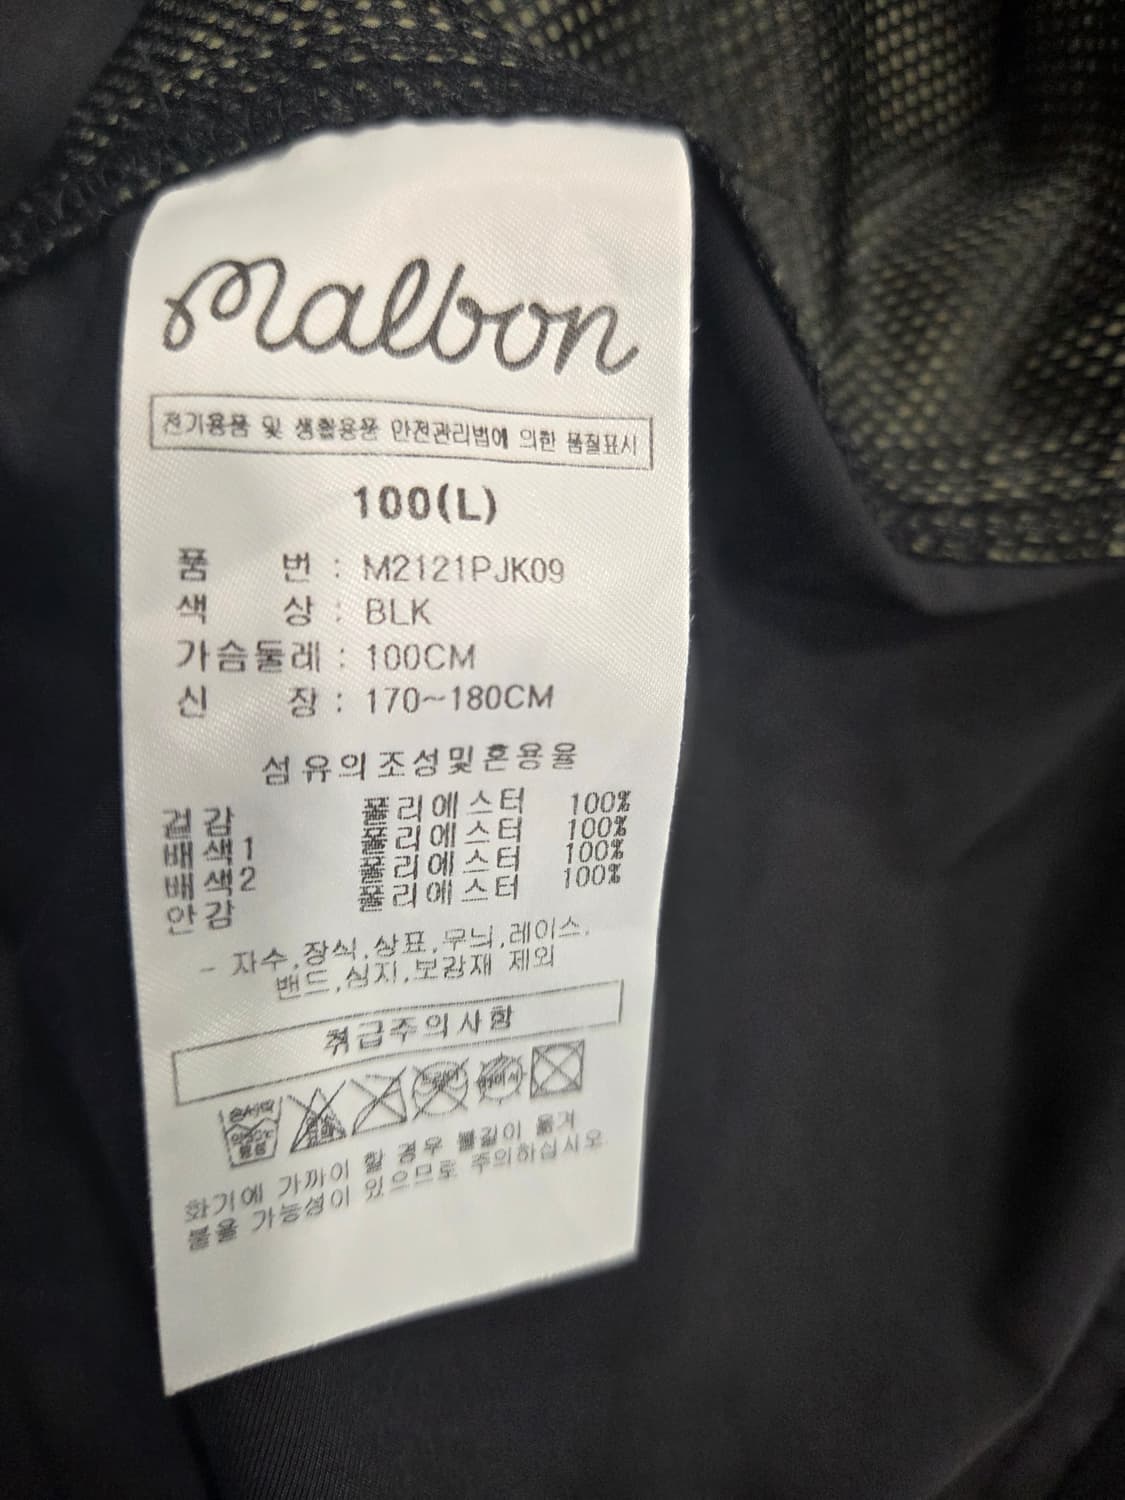 malbon
전기용품 및 생활용품 안전관리법에 의한 품질표시
100(L)
품 번 : M2121PJK09
색 상 : BLK
가슴둘레 : 100CM
신 장 : 170~180CM
섬유의조성및혼용율
겉감 폴리에스터 100%
배색1 폴리에스터 100%
배색2 폴리에스터 100%
안감 폴리에스터 100%
- 자수,장식,상표,무늬,레이스,
밴드,심지,보강재 제외
취급주의사항
손세탁
화기에 가까이 할 경우 불길이 옮겨
붙을 가능성이 있으므로 주의하십시오